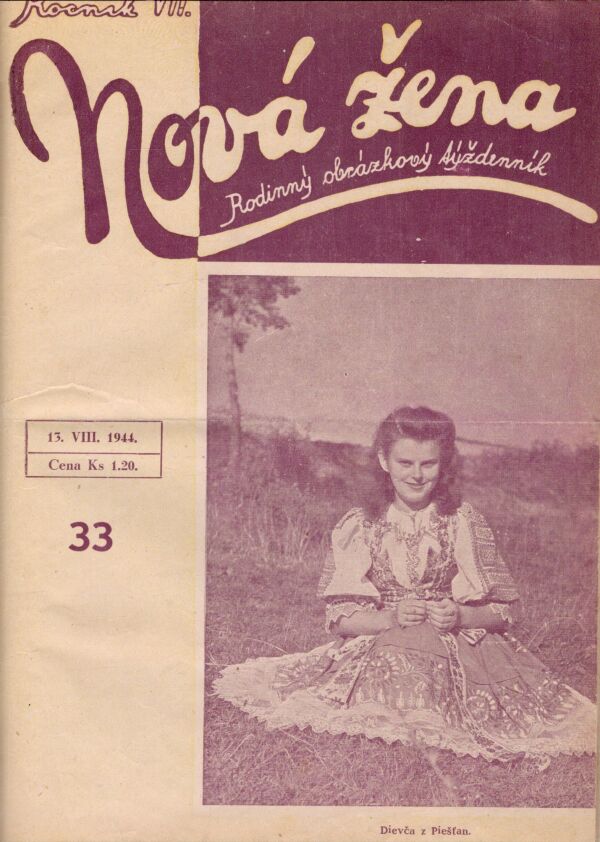 Ročník VII.
Nová žena
Rodinný obrázkový týždenník
13. VIII. 1944.
Cena Ks 1.20.
33
Dievča z Piešťan.